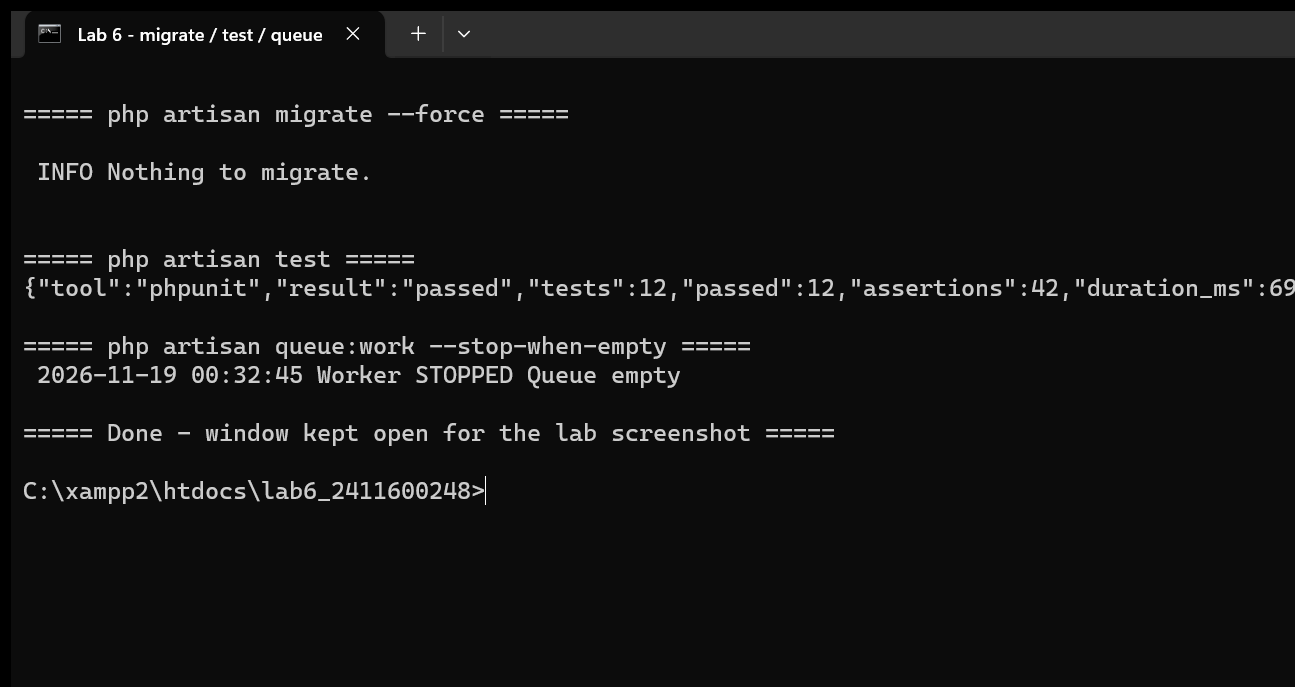 Lab 6 - migrate / test / queue
===== php artisan migrate --force =====
INFO Nothing to migrate.
===== php artisan test =====
{"tool":"phpunit","result":"passed","tests":12,"passed":12,"assertions":42,"duration_ms":69
===== php artisan queue:work --stop-when-empty =====
2026-11-19 00:32:45 Worker STOPPED Queue empty
===== Done - window kept open for the lab screenshot =====
C:\xampp2\htdocs\lab6_2411600248>